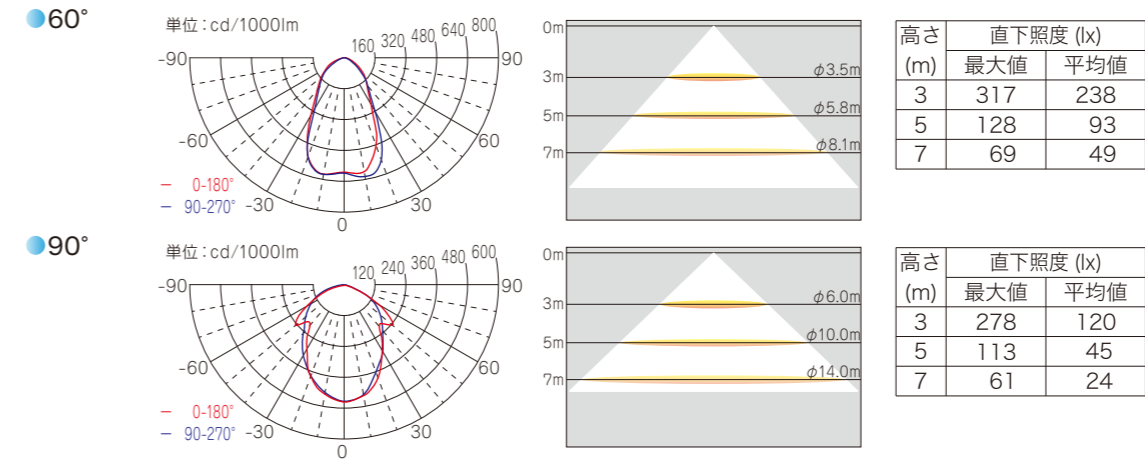 60°
単位:cd/1000lm
160 320 480 640 800
-90 90
-60 60
-30 30
0
0-180°
90-270°
0m
3m φ3.5m
5m φ5.8m
7m φ8.1m
高さ 直下照度 (lx)
(m) 最大値 平均値
3 317 238
5 128 93
7 69 49
90°
単位:cd/1000lm
120 240 360 480 600
-90 90
-60 60
-30 30
0
0-180°
90-270°
0m
3m φ6.0m
5m φ10.0m
7m φ14.0m
高さ 直下照度 (lx)
(m) 最大値 平均値
3 278 120
5 113 45
7 61 24